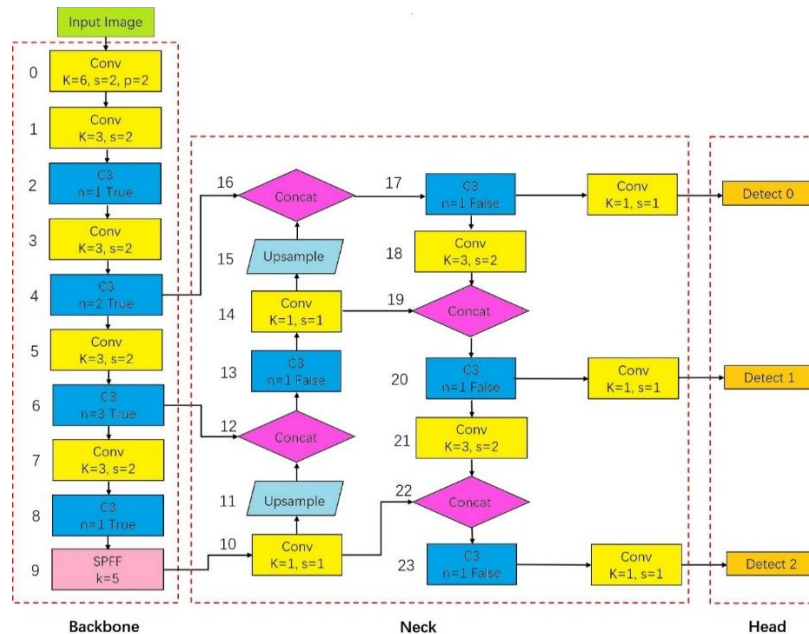 Input Image
0
Conv
K=6, s=2, p=2
1
Conv
K=3, s=2
2
C3
n=1 True
3
Conv
K=3, s=2
4
C3
n=2 True
5
Conv
K=3, s=2
6
C3
n=3 True
7
Conv
K=3, s=2
8
C3
n=1 True
9
SPFF
k=5
Backbone
10
Conv
K=1, s=1
11
Upsample
12
Concat
13
C3
n=1 False
14
Conv
K=1, s=1
15
Upsample
16
Concat
17
C3
n=1 False
Conv
K=1, s=1
18
Conv
K=3, s=2
19
Concat
20
C3
n=1 False
Conv
K=1, s=1
21
Conv
K=3, s=2
22
Concat
23
C3
n=1 False
Conv
K=1, s=1
Neck
Detect 0
Detect 1
Detect 2
Head